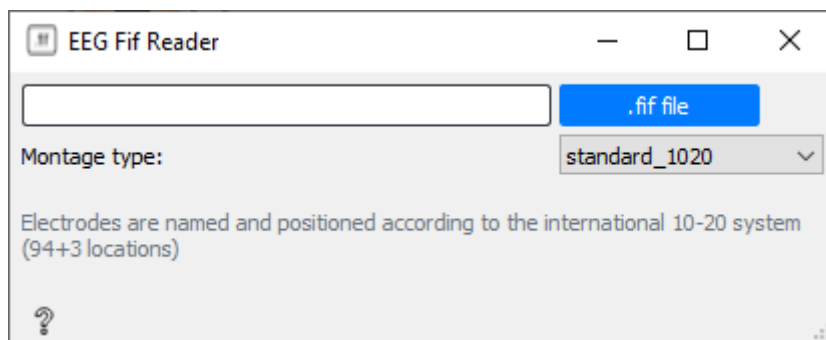 EEG Fif Reader
.fif file
Montage type:
standard_1020
Electrodes are named and positioned according to the international 10-20 system
(94+3 locations)
?